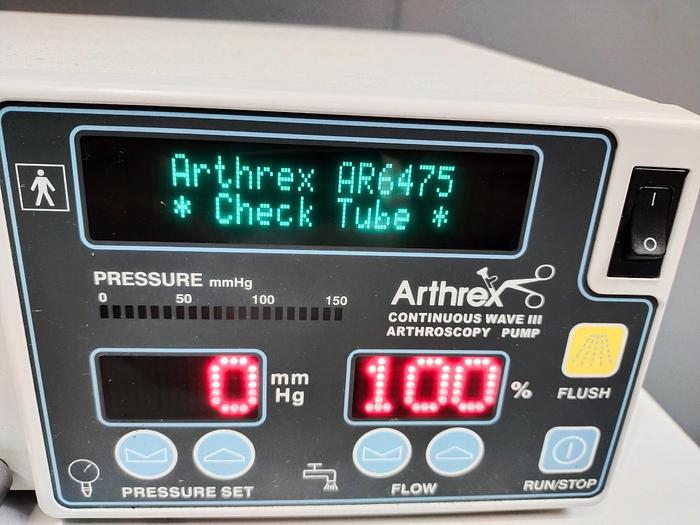 Arthrex AR6475
* Check Tube *
PRESSURE mmHg
0 50 100 150
Arthrex
CONTINUOUS WAVE III
ARTHROSCOPY PUMP
0 mm Hg
100 %
FLUSH
PRESSURE SET
FLOW
RUN/STOP